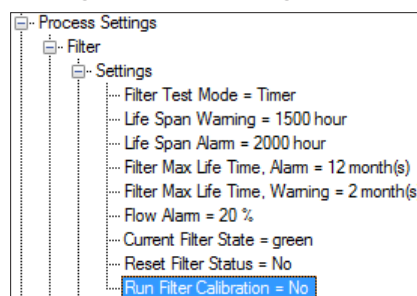 Process Settings
Filter
Settings
Filter Test Mode = Timer
Life Span Warning = 1500 hour
Life Span Alarm = 2000 hour
Filter Max Life Time, Alarm = 12 month(s)
Filter Max Life Time, Warning = 2 month(s
Flow Alarm = 20 %
Current Filter State = green
Reset Filter Status = No
Run Filter Calibration = No